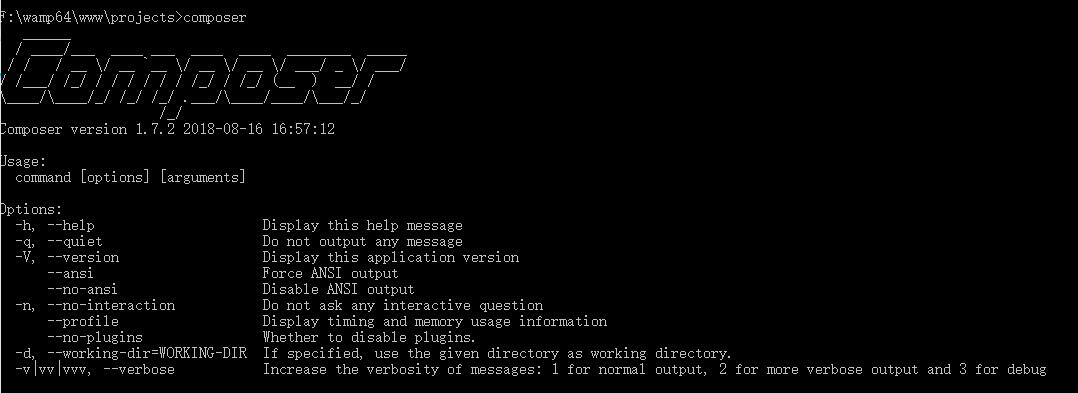 F:\wamp64\www\projects>composer
Composer
Composer version 1.7.2 2018-08-16 16:57:12
Usage:
command [options] [arguments]
Options:
-h, --help Display this help message
-q, --quiet Do not output any message
-V, --version Display this application version
--ansi Force ANSI output
--no-ansi Disable ANSI output
-n, --no-interaction Do not ask any interactive question
--profile Display timing and memory usage information
--no-plugins Whether to disable plugins.
-d, --working-dir=WORKING-DIR If specified, use the given directory as working directory.
-v|vv|vvv, --verbose Increase the verbosity of messages: 1 for normal output, 2 for more verbose output and 3 for debug